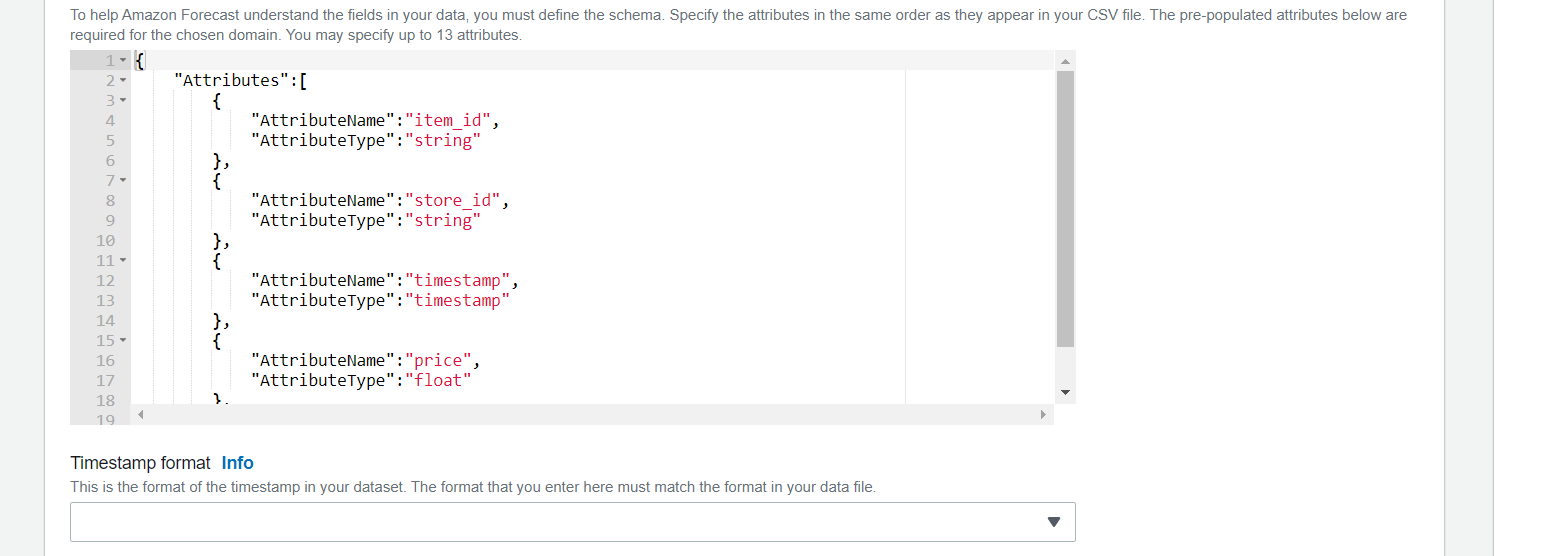 To help Amazon Forecast understand the fields in your data, you must define the schema. Specify the attributes in the same order as they appear in your CSV file. The pre-populated attributes below are
required for the chosen domain. You may specify up to 13 attributes.
1 {
2 "Attributes":[
3 {
4 "AttributeName":"item_id",
5 "AttributeType":"string"
6 },
7 {
8 "AttributeName":"store_id",
9 "AttributeType":"string"
10 },
11 {
12 "AttributeName":"timestamp",
13 "AttributeType":"timestamp"
14 },
15 {
16 "AttributeName":"price",
17 "AttributeType":"float"
18 },
19
Timestamp format Info
This is the format of the timestamp in your dataset. The format that you enter here must match the format in your data file.